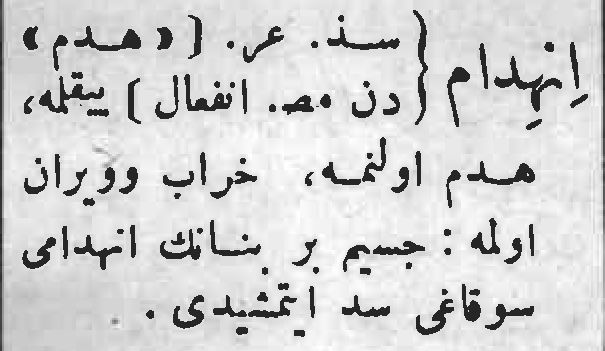 اِنْهِدام { سذ. عر. [« هدم »
دن مص. انفعال ] ییقلمه،
هدم اولنمه، خراب وویران
اولمه : جسیم بر بنانك انهدامی
سوقاغی سد ایتمشیدی .